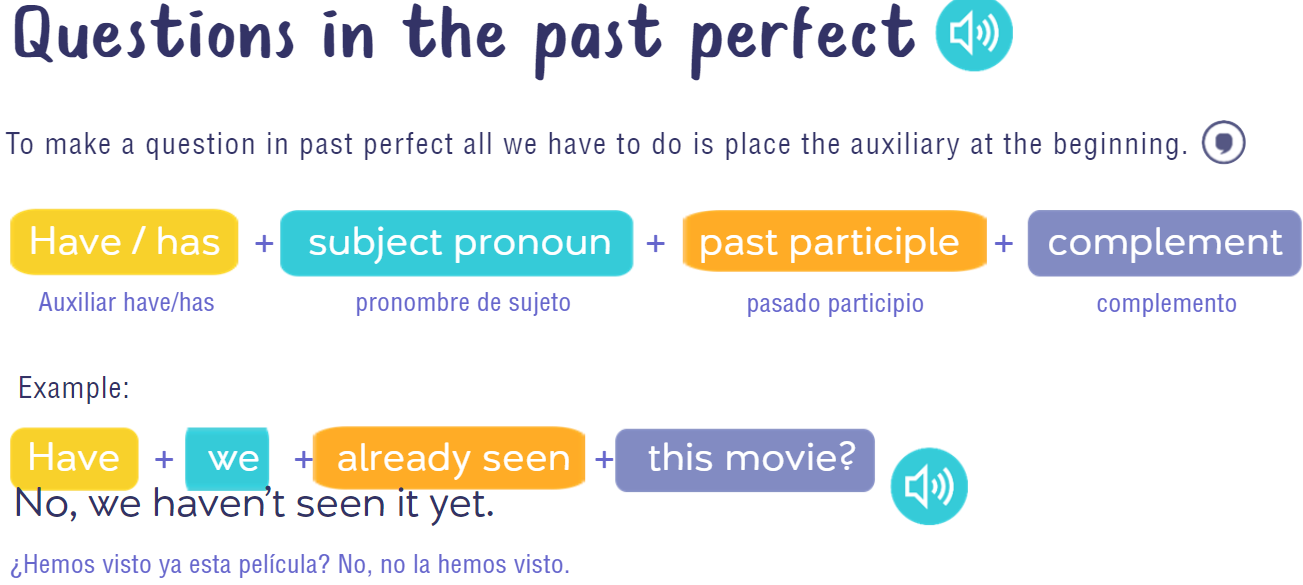 Questions in the past perfect
To make a question in past perfect all we have to do is place the auxiliary at the beginning.
Have / has + subject pronoun + past participle + complement
Auxiliar have/has pronombre de sujeto pasado participio complemento
Example:
Have + we + already seen + this movie?
No, we haven't seen it yet.
¿Hemos visto ya esta película? No, no la hemos visto.